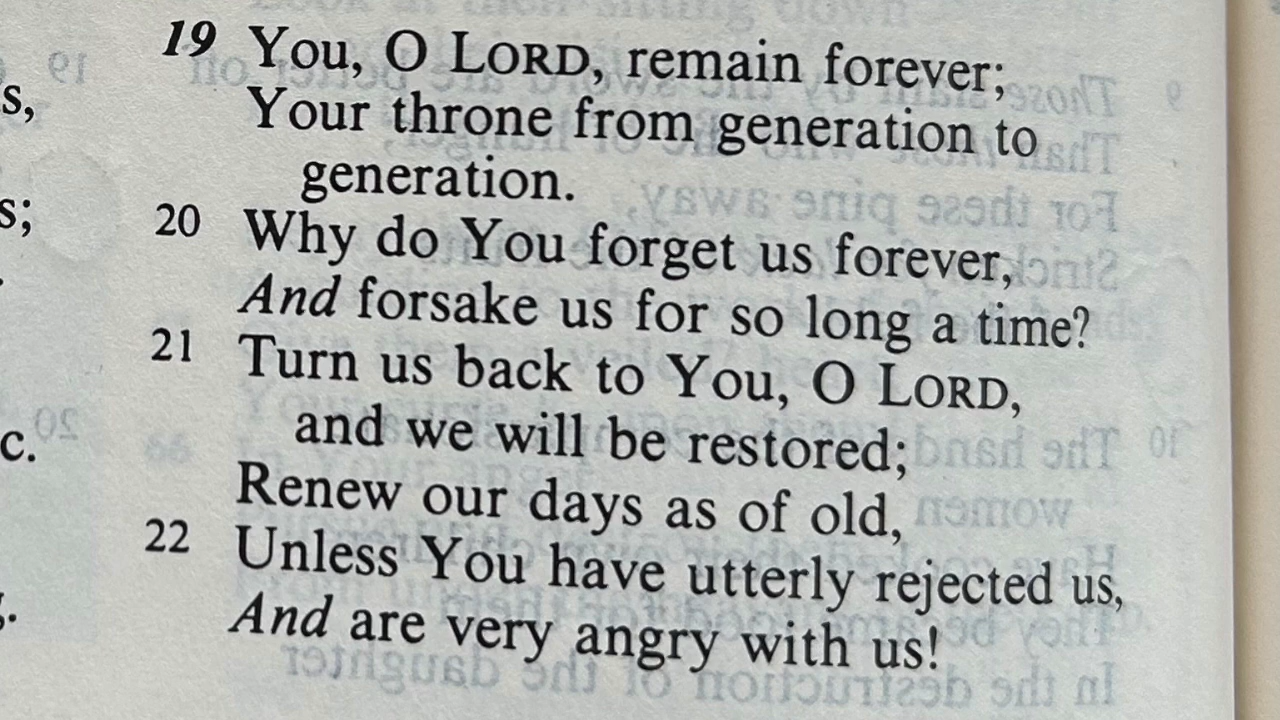 19 You, O LORD, remain forever;
Your throne from generation to
generation.
20 Why do You forget us forever,
And forsake us for so long a time?
21 Turn us back to You, O LORD,
and we will be restored;
Renew our days as of old,
22 Unless You have utterly rejected us,
And are very angry with us!